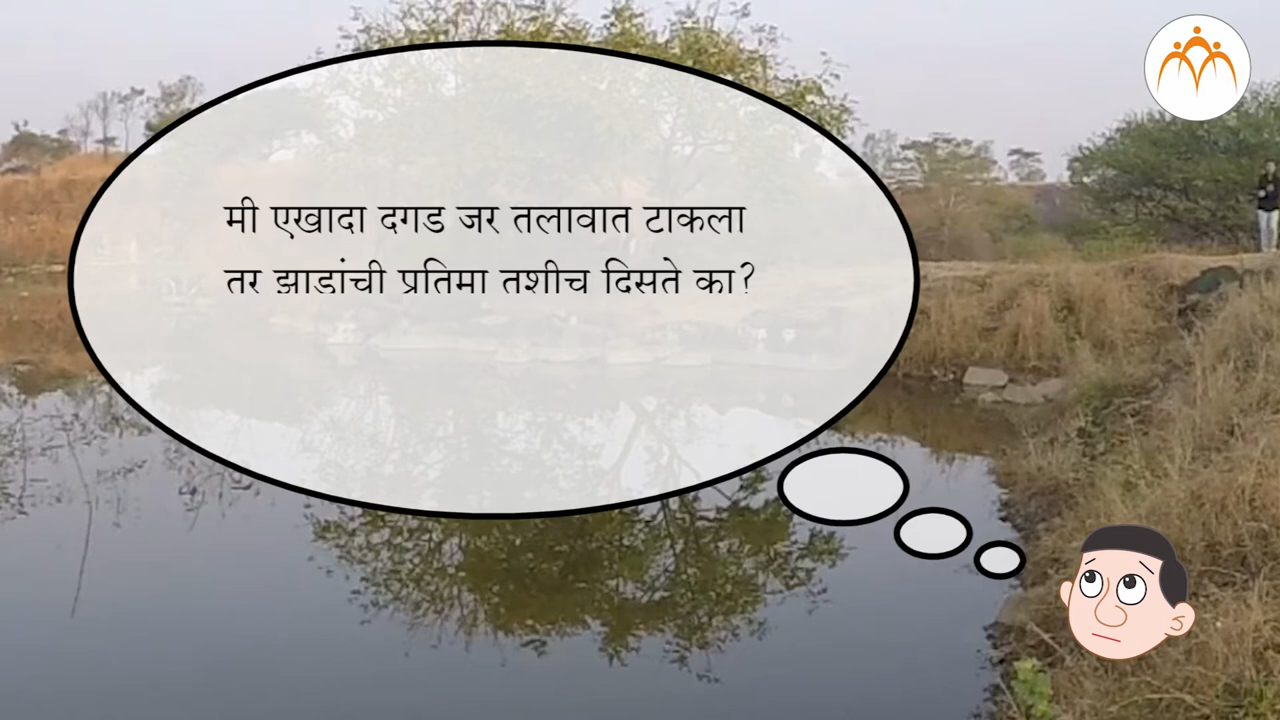 मी एखादा दगड जर तलावात टाकला
तर झाडांची प्रतिमा तशीच दिसते का?